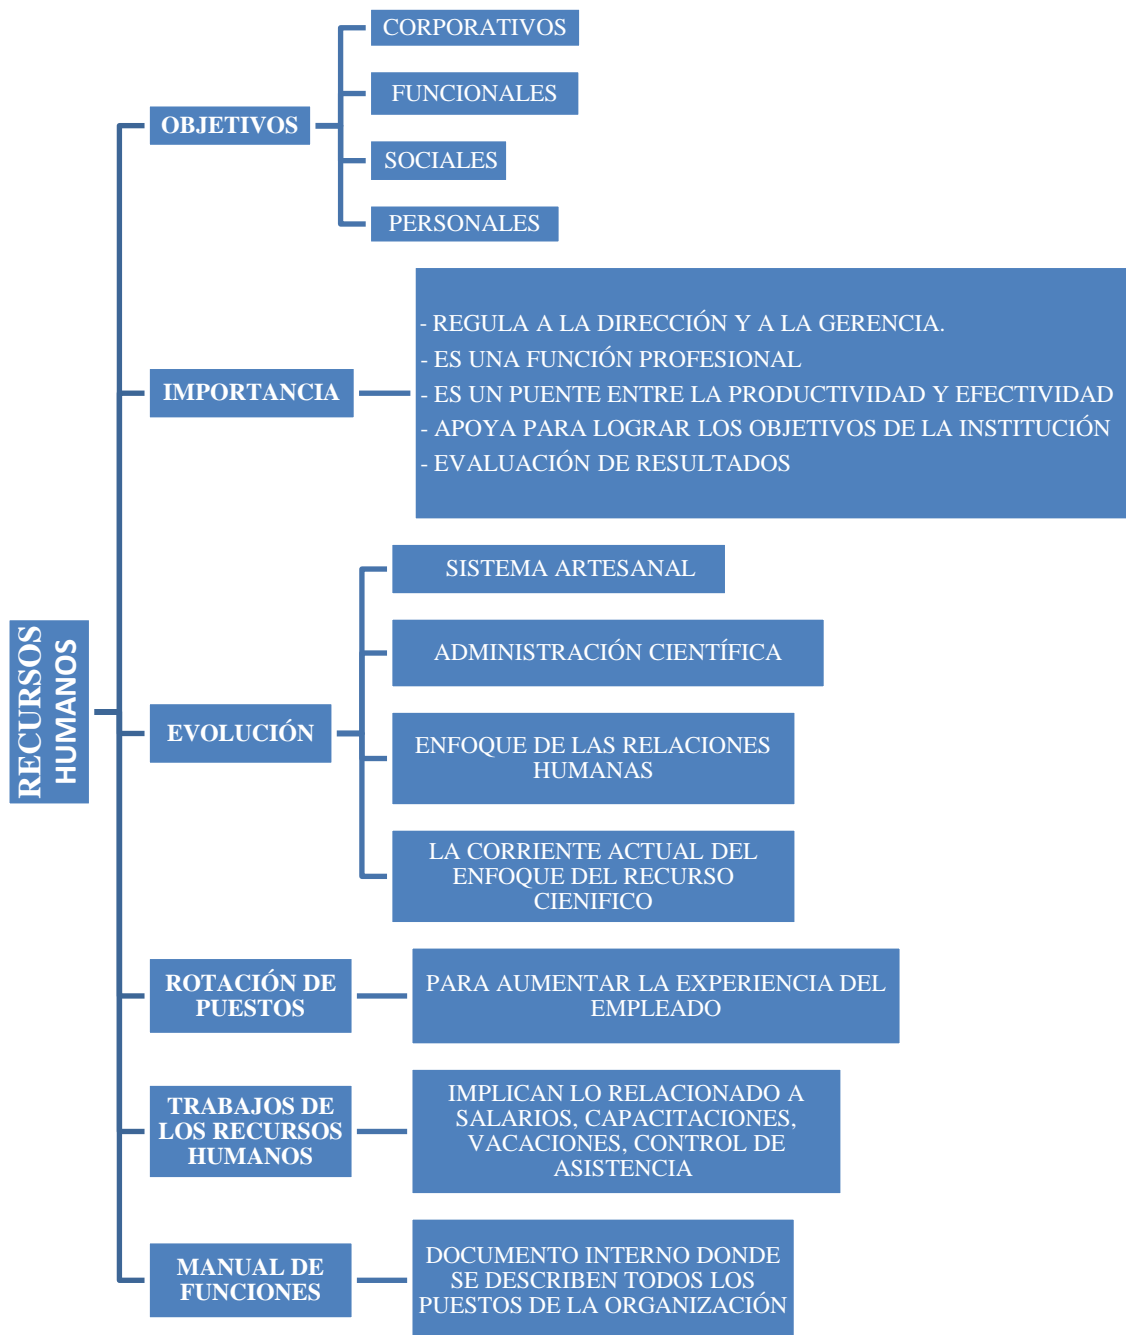 RECURSOS
HUMANOS
OBJETIVOS
CORPORATIVOS
FUNCIONALES
SOCIALES
PERSONALES
IMPORTANCIA
- REGULA A LA DIRECCIÓN Y A LA GERENCIA.
- ES UNA FUNCIÓN PROFESIONAL
- ES UN PUENTE ENTRE LA PRODUCTIVIDAD Y EFECTIVIDAD
- APOYA PARA LOGRAR LOS OBJETIVOS DE LA INSTITUCIÓN
- EVALUACIÓN DE RESULTADOS
EVOLUCIÓN
SISTEMA ARTESANAL
ADMINISTRACIÓN CIENTÍFICA
ENFOQUE DE LAS RELACIONES
HUMANAS
LA CORRIENTE ACTUAL DEL
ENFOQUE DEL RECURSO
CIENIFICO
ROTACIÓN DE
PUESTOS
PARA AUMENTAR LA EXPERIENCIA DEL
EMPLEADO
TRABAJOS DE
LOS RECURSOS
HUMANOS
IMPLICAN LO RELACIONADO A
SALARIOS, CAPACITACIONES,
VACACIONES, CONTROL DE
ASISTENCIA
MANUAL DE
FUNCIONES
DOCUMENTO INTERNO DONDE
SE DESCRIBEN TODOS LOS
PUESTOS DE LA ORGANIZACIÓN